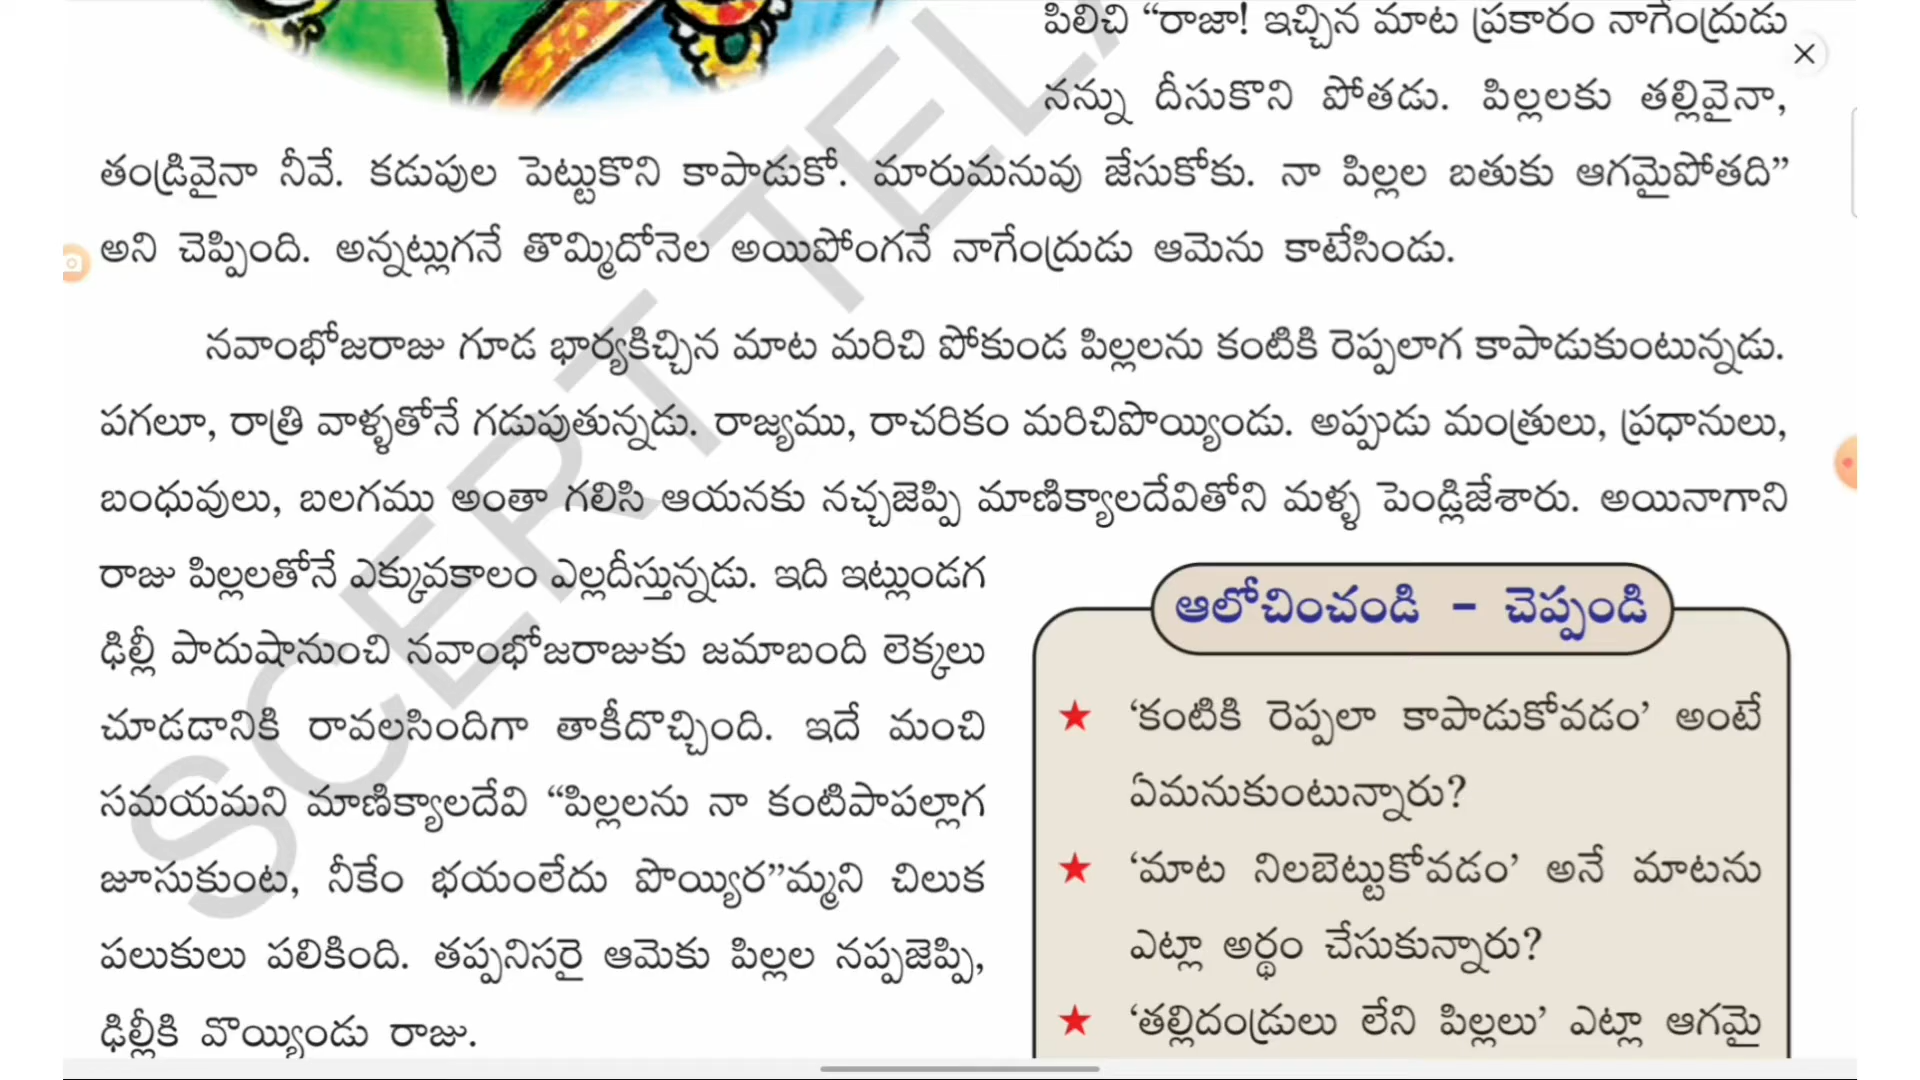 పిలిచి “రాజా! ఇచ్చిన మాట ప్రకారం నాగేంద్రుడు
నన్ను దీసుకొని పోతడు. పిల్లలకు తల్లివైనా,
తండ్రివైనా నీవే. కడుపుల పెట్టుకొని కాపాడుకో. మారుమనువు జేసుకోకు. నా పిల్లల బతుకు ఆగమైపోతది”
అని చెప్పింది. అన్నట్లుగనే తొమ్మిదోనెల అయిపోంగనే నాగేంద్రుడు ఆమెను కాటేసిండు.
నవాంభోజరాజు గూడ భార్యకిచ్చిన మాట మరిచి పోకుండ పిల్లలను కంటికి రెప్పలాగ కాపాడుకుంటున్నడు.
పగలూ, రాత్రి వాళ్ళతోనే గడుపుతున్నడు. రాజ్యము, రాచరికం మరిచిపొయ్యిండు. అప్పుడు మంత్రులు, ప్రధానులు,
బంధువులు, బలగము అంతా గలిసి ఆయనకు నచ్చజెప్పి మాణిక్యాలదేవితోని మళ్ళ పెండ్లిజేశారు. అయినాగాని
రాజు పిల్లలతోనే ఎక్కువకాలం ఎల్లదీస్తున్నడు. ఇది ఇట్లుండగ
ఢిల్లీ పాదుషానుంచి నవాంభోజరాజుకు జమాబంది లెక్కలు
చూడడానికి రావలసిందిగా తాకీదొచ్చింది. ఇదే మంచి
సమయమని మాణిక్యాలదేవి “పిల్లలను నా కంటిపాపల్లాగ
జూసుకుంట, నీకేం భయంలేదు పొయ్యిర”మ్మని చిలుక
పలుకులు పలికింది. తప్పనిసరై ఆమెకు పిల్లల నప్పజెప్పి,
ఢిల్లీకి వొయ్యిండు రాజు.
ఆలోచించండి - చెప్పండి
★ ‘కంటికి రెప్పలా కాపాడుకోవడం’ అంటే
ఏమనుకుంటున్నారు?
★ ‘మాట నిలబెట్టుకోవడం’ అనే మాటను
ఎట్లా అర్థం చేసుకున్నారు?
★ ‘తల్లిదండ్రులు లేని పిల్లలు’ ఎట్లా ఆగమై
SCERT TEL